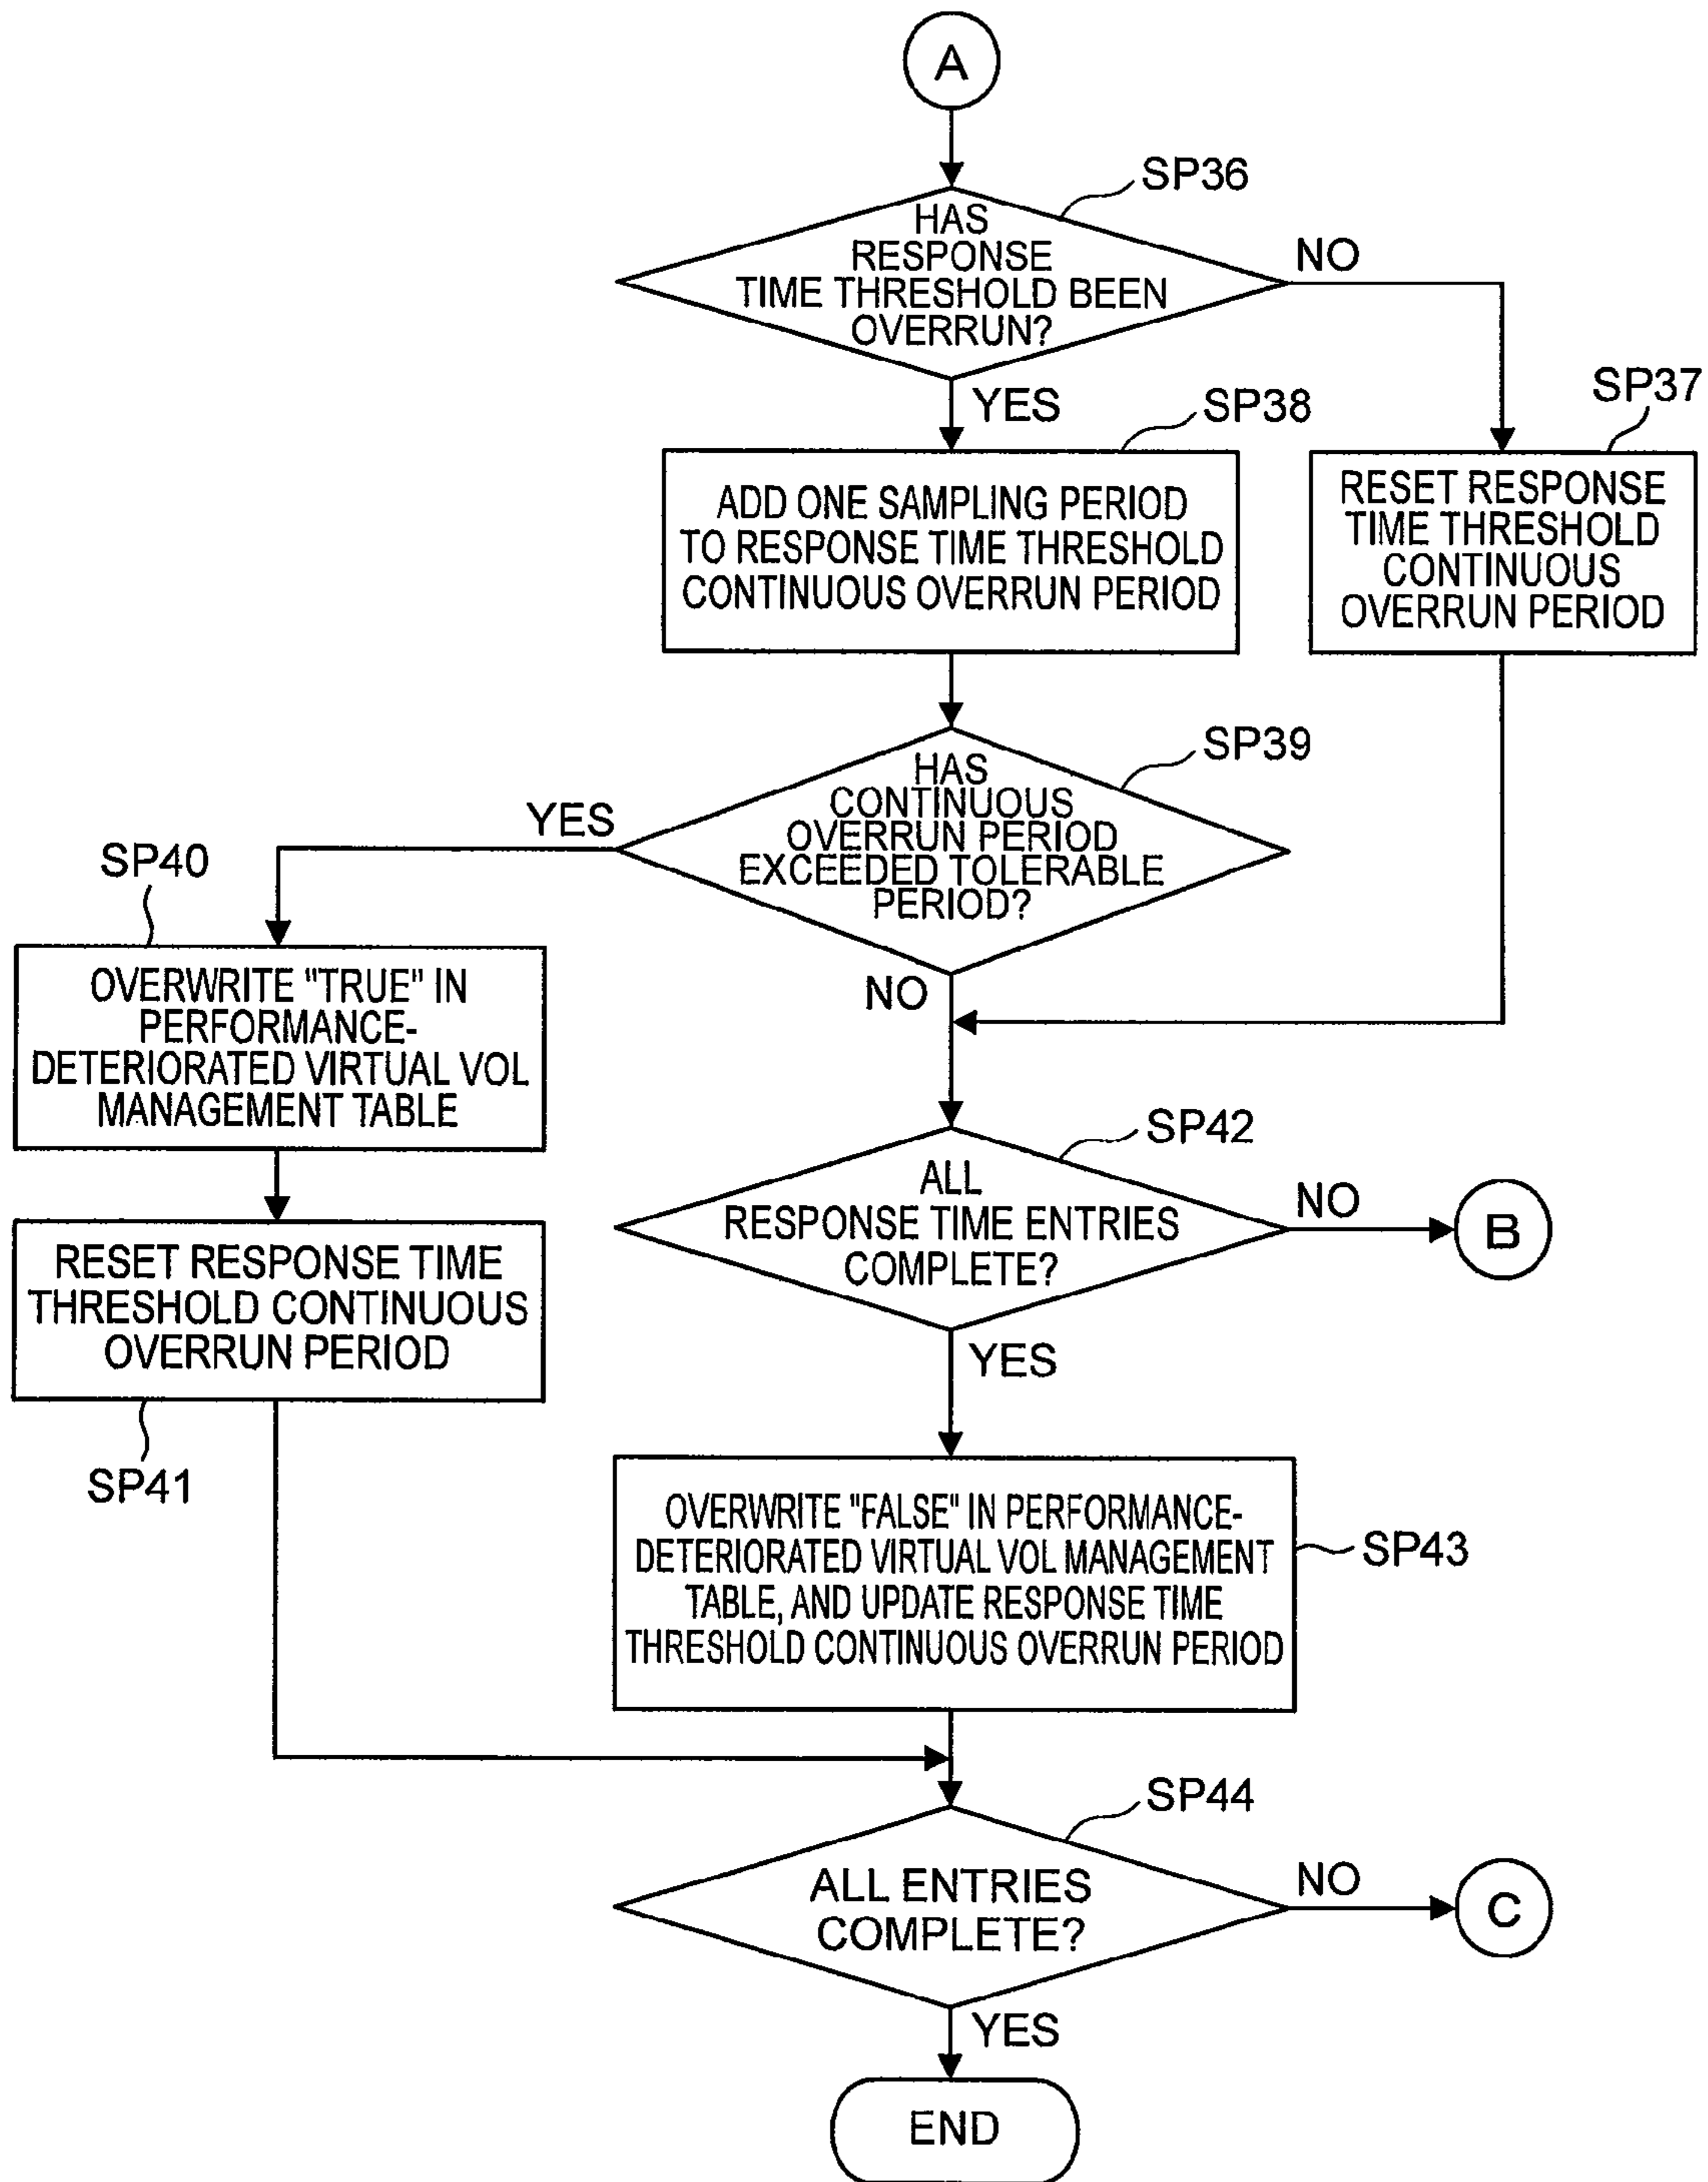 A
SP36
HAS
RESPONSE
TIME THRESHOLD BEEN
OVERRUN?
NO
YES
SP38
SP37
ADD ONE SAMPLING PERIOD
TO RESPONSE TIME THRESHOLD
CONTINUOUS OVERRUN PERIOD
RESET RESPONSE
TIME THRESHOLD
CONTINUOUS
OVERRUN PERIOD
SP39
HAS
CONTINUOUS
OVERRUN PERIOD
EXCEEDED TOLERABLE
PERIOD?
YES
NO
SP40
OVERWRITE "TRUE" IN
PERFORMANCE-
DETERIORATED VIRTUAL VOL
MANAGEMENT TABLE
RESET RESPONSE TIME
THRESHOLD CONTINUOUS
OVERRUN PERIOD
SP41
SP42
ALL
RESPONSE TIME ENTRIES
COMPLETE?
NO
B
YES
OVERWRITE "FALSE" IN PERFORMANCE-
DETERIORATED VIRTUAL VOL MANAGEMENT
TABLE, AND UPDATE RESPONSE TIME
THRESHOLD CONTINUOUS OVERRUN PERIOD
SP43
SP44
ALL ENTRIES
COMPLETE?
NO
C
YES
END